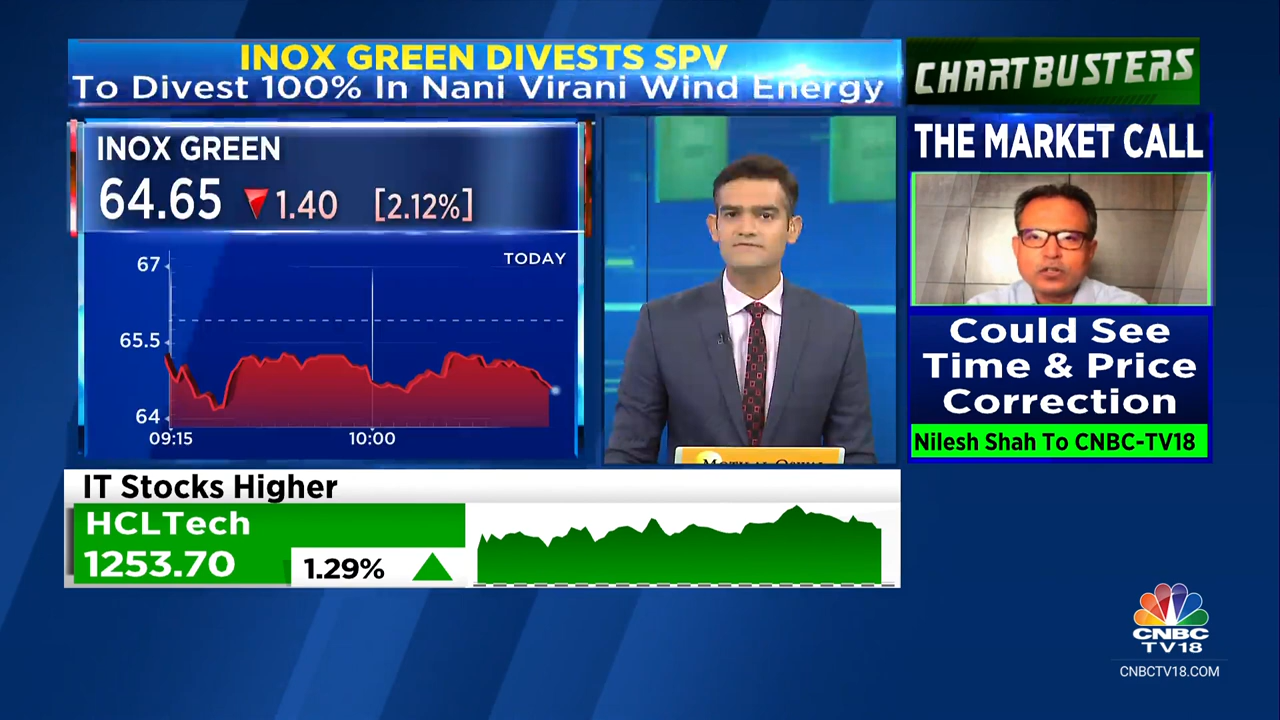 INOX GREEN DIVESTS SPV
To Divest 100% In Nani Virani Wind Energy
CHARTBUSTERS
INOX GREEN
64.65 1.40 [2.12%]
TODAY
67
65.5
64
09:15 10:00
THE MARKET CALL
Could See
Time & Price
Correction
Nilesh Shah To CNBC-TV18
IT Stocks Higher
HCLTech
1253.70 1.29%
CNBC
TV18
CNBCTV18.COM